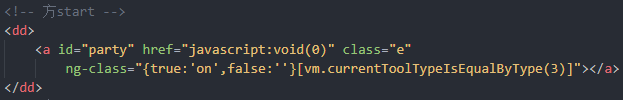 <!-- 方start -->
<dd>
<a id="party" href="javascript:void(0)" class="e"
ng-class="{true:'on',false:''}[vm.currentToolTypeIsEqualByType(3)]"></a>
</dd>